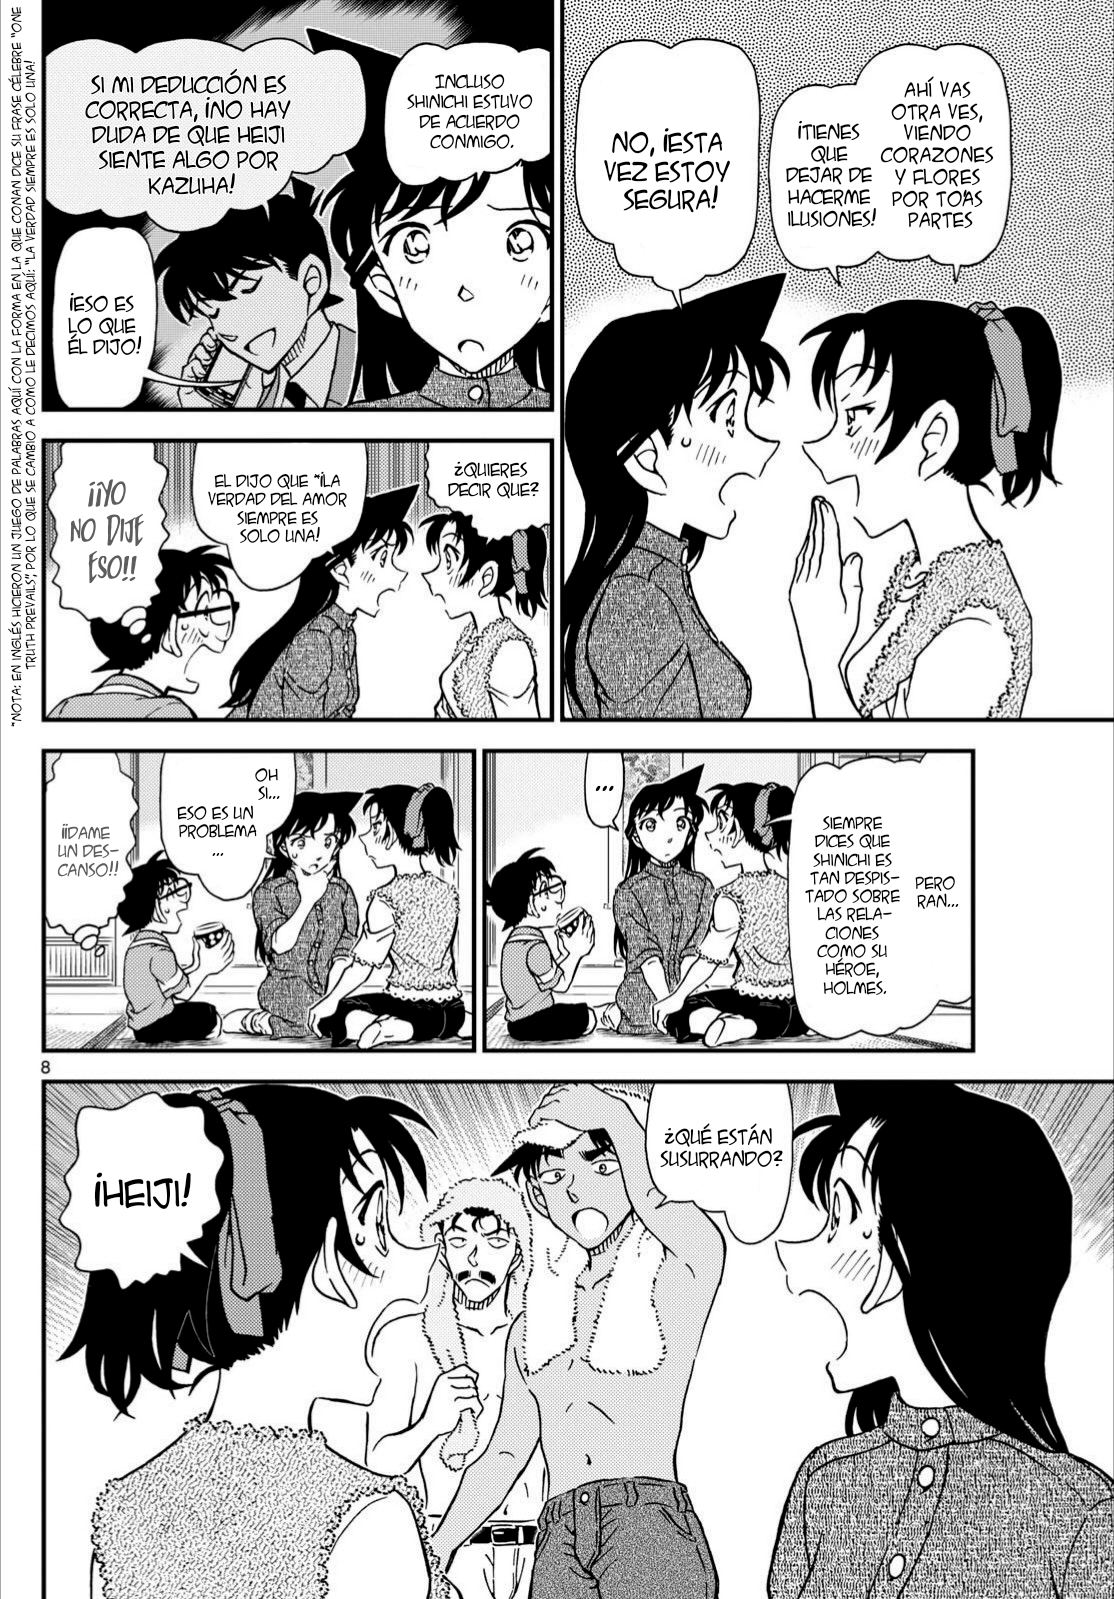 AHÍ VAS
OTRA VES,
VIENDO
CORAZONES
Y FLORES
POR TO'AS
PARTES
¡TIENES
QUE
DEJAR DE
HACERME
ILUSIONES!
NO, ¡ESTA
VEZ ESTOY
SEGURA!
INCLUSO
SHINICHI ESTUVO
DE ACUERDO
CONMIGO.
SI MI DEDUCCIÓN ES
CORRECTA, ¡NO HAY
DUDA DE QUE HEIJI
SIENTE ALGO POR
KAZUHA!
¡ESO ES
LO QUE
ÉL DIJO!
¿QUIERES
DECIR QUE?
EL DIJO QUE "¡LA
VERDAD DEL AMOR
SIEMPRE ES
SOLO UNA!
¡¡YO
NO DIJE
ESO!!
*NOTA: EN INGLÉS HICIERON UN JUEGO DE PALABRAS AQUÍ CON LA FORMA EN LA QUE CONAN DICE SU FRASE CÉLEBRE "ONE
TRUTH PREVAILS", POR LO QUE SE CAMBIO A COMO LE DECIMOS AQUÍ: "LA VERDAD SIEMPRE ES SOLO UNA!
PERO
RAN...
SIEMPRE
DICES QUE
SHINICHI ES
TAN DESPIS-
TADO SOBRE
LAS RELA-
CIONES
COMO SU
HÉROE,
HOLMES.
...
OH
SI...
ESO ES UN
PROBLEMA
...
¡¡DAME
UN DES-
CANSO!!
8
¿QUÉ ESTÁN
SUSURRANDO?
¡HEIJI!